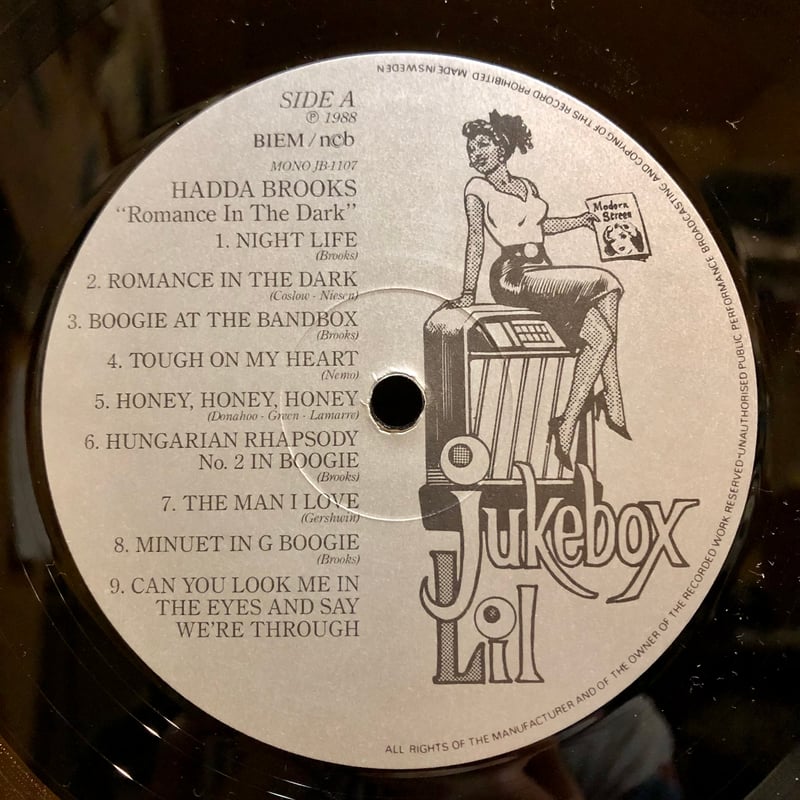 SIDE A
℗ 1988
BIEM/ncb
MONO JB-1107
HADDA BROOKS
"Romance In The Dark"
1. NIGHT LIFE
(Brooks)
2. ROMANCE IN THE DARK
(Coslow - Niesen)
3. BOOGIE AT THE BANDBOX
(Brooks)
4. TOUGH ON MY HEART
(Nemo)
5. HONEY, HONEY, HONEY
(Donahoo - Green - Lamarre)
6. HUNGARIAN RHAPSODY
No. 2 IN BOOGIE
(Brooks)
7. THE MAN I LOVE
(Gershwin)
8. MINUET IN G BOOGIE
(Brooks)
9. CAN YOU LOOK ME IN
THE EYES AND SAY
WE'RE THROUGH
Modern
Screen
Jukebox
Lil
ALL RIGHTS OF THE MANUFACTURER AND OF THE OWNER OF THE RECORDED WORK RESERVED-UNAUTHORISED PUBLIC PERFORMANCE BROADCASTING AND COPYING OF THIS RECORD PROHIBITED MADE IN SWEDEN